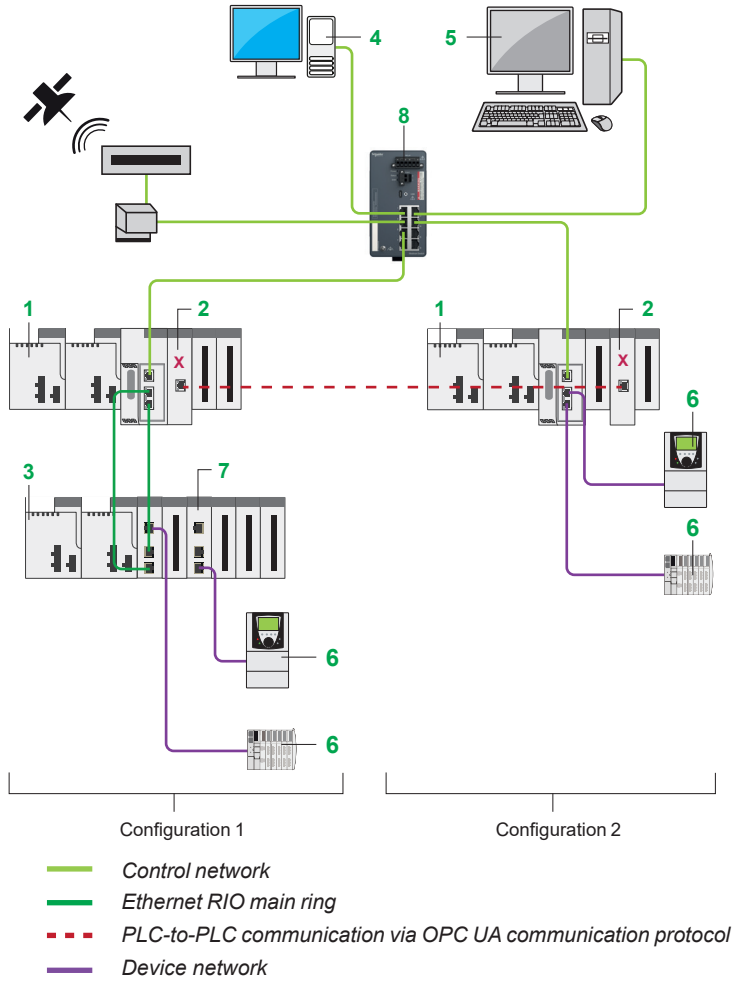 4
5
8
1
2
1
2
X
X
6
3
7
6
6
6
Configuration 1
Configuration 2
Control network
Ethernet RIO main ring
PLC-to-PLC communication via OPC UA communication protocol
Device network